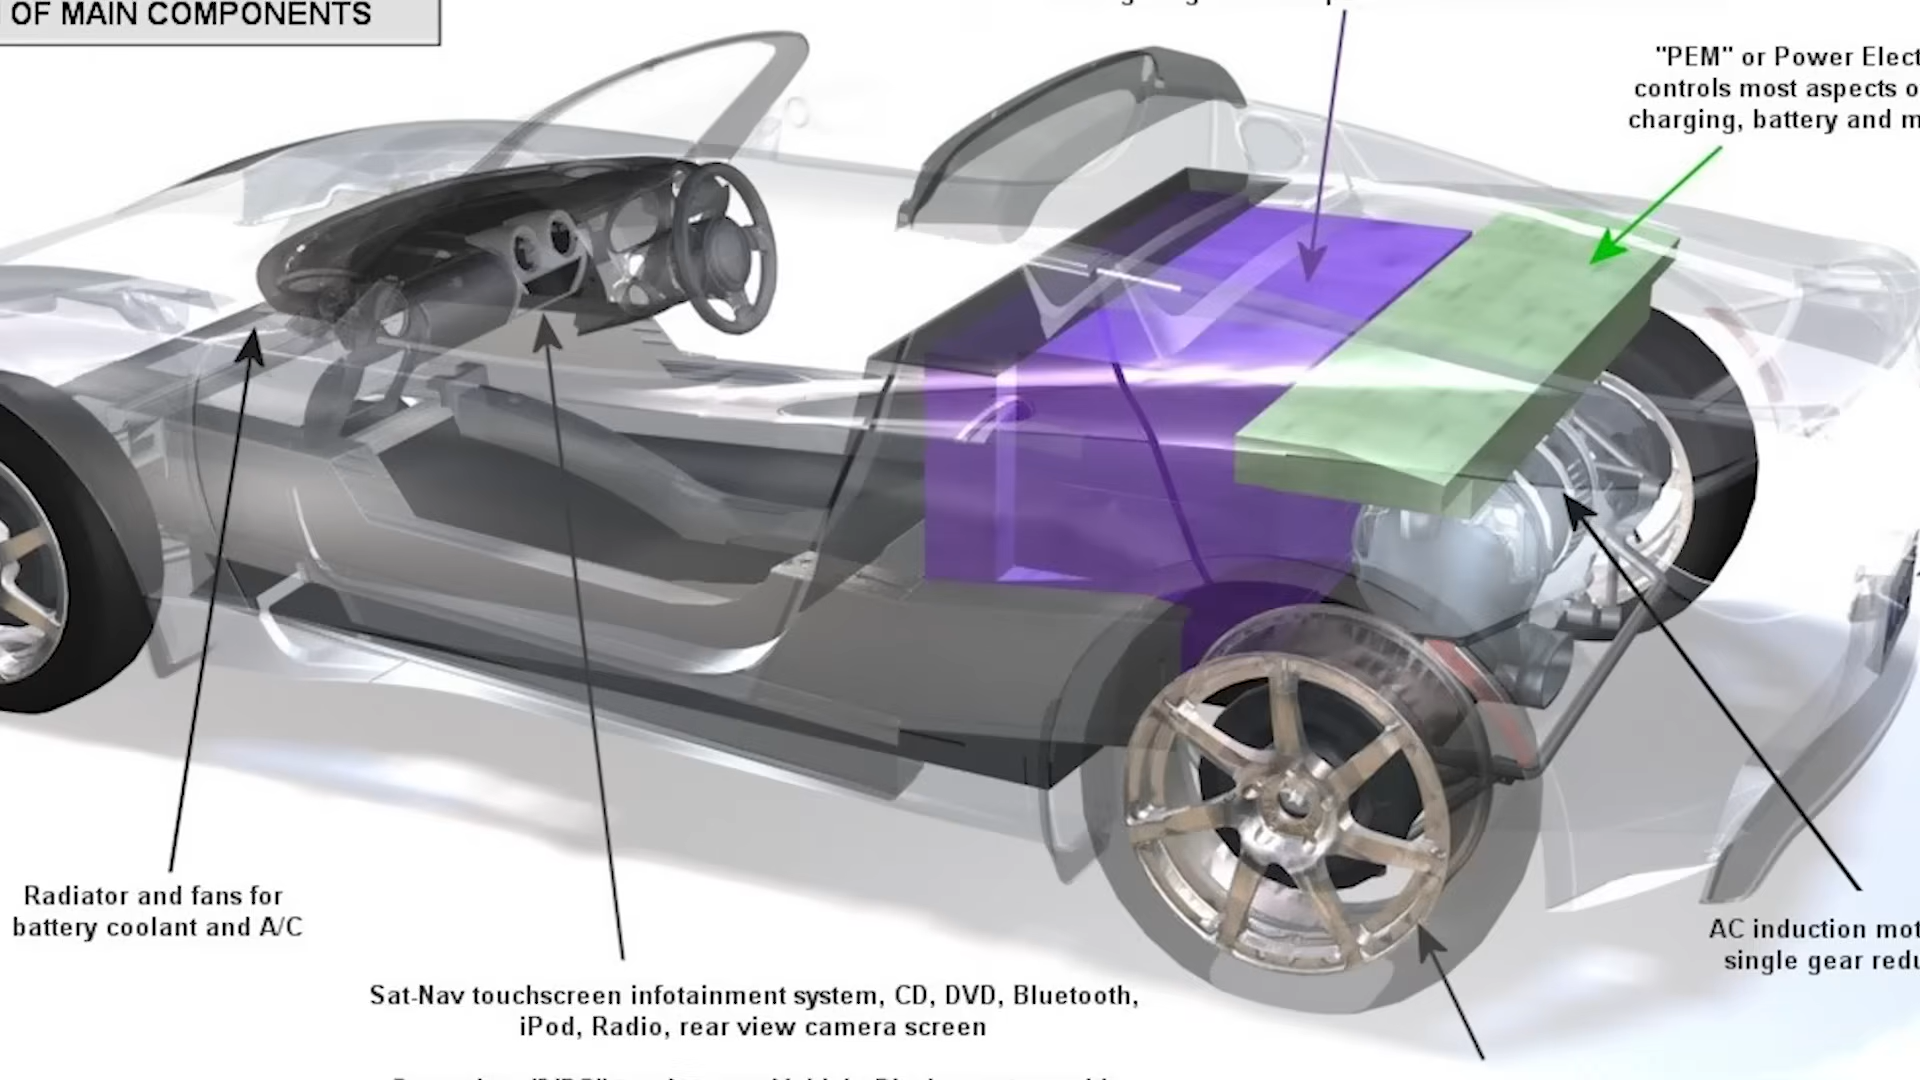 OF MAIN COMPONENTS
"PEM" or Power Elect
controls most aspects o
charging, battery and m
Radiator and fans for
battery coolant and A/C
AC induction mot
single gear redu
Sat-Nav touchscreen infotainment system, CD, DVD, Bluetooth,
iPod, Radio, rear view camera screen